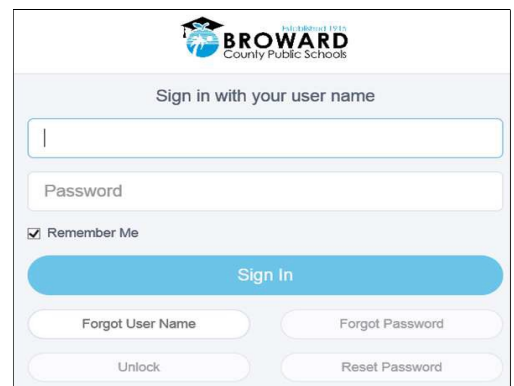 Established 1915
BROWARD
County Public Schools
Sign in with your user name
Password
Remember Me
Sign In
Forgot User Name
Forgot Password
Unlock
Reset Password